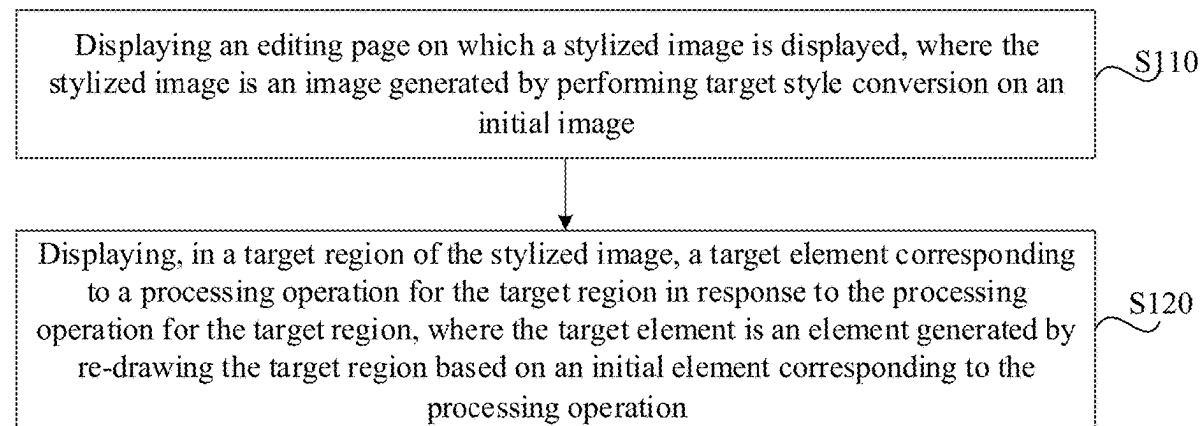 Displaying an editing page on which a stylized image is displayed, where the
stylized image is an image generated by performing target style conversion on an
initial image
S110
Displaying, in a target region of the stylized image, a target element corresponding
to a processing operation for the target region in response to the processing
operation for the target region, where the target element is an element generated by
re-drawing the target region based on an initial element corresponding to the
processing operation
S120